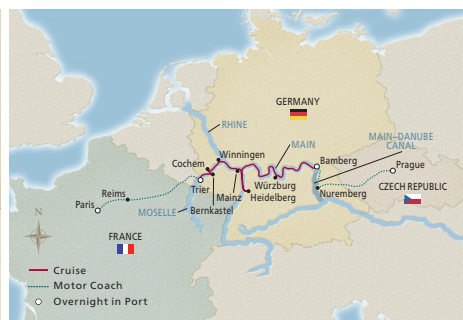 GERMANY
RHINE
MAIN–DANUBE
CANAL
MAIN
Winningen
Cochem
Bamberg
Prague
Trier
Würzburg
Nuremberg
CZECH REPUBLIC
Reims
Heidelberg
Mainz
Paris
MOSELLE
Bernkastel
N
FRANCE
Cruise
Motor Coach
Overnight in Port